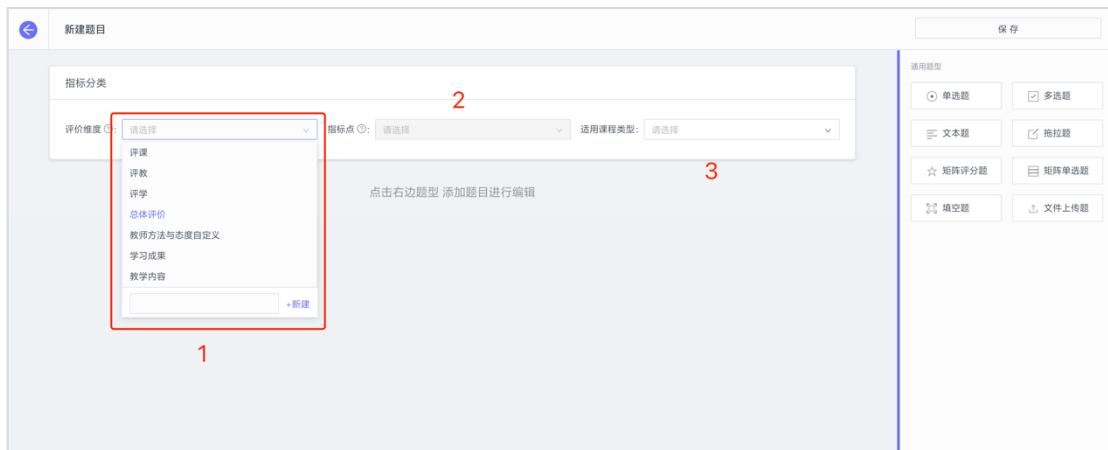 新建题目
保存
指标分类
2
评价维度 ?: 请选择 指标点 ?: 请选择 适用课程类型: 请选择
评课
评教
评学
总体评价
教师方法与态度自定义
学习成果
教学内容
+新建
1
3
点击右边题型 添加题目进行编辑
通用题型
单选题 多选题
文本题 拖拉题
矩阵评分题 矩阵单选题
填空题 文件上传题